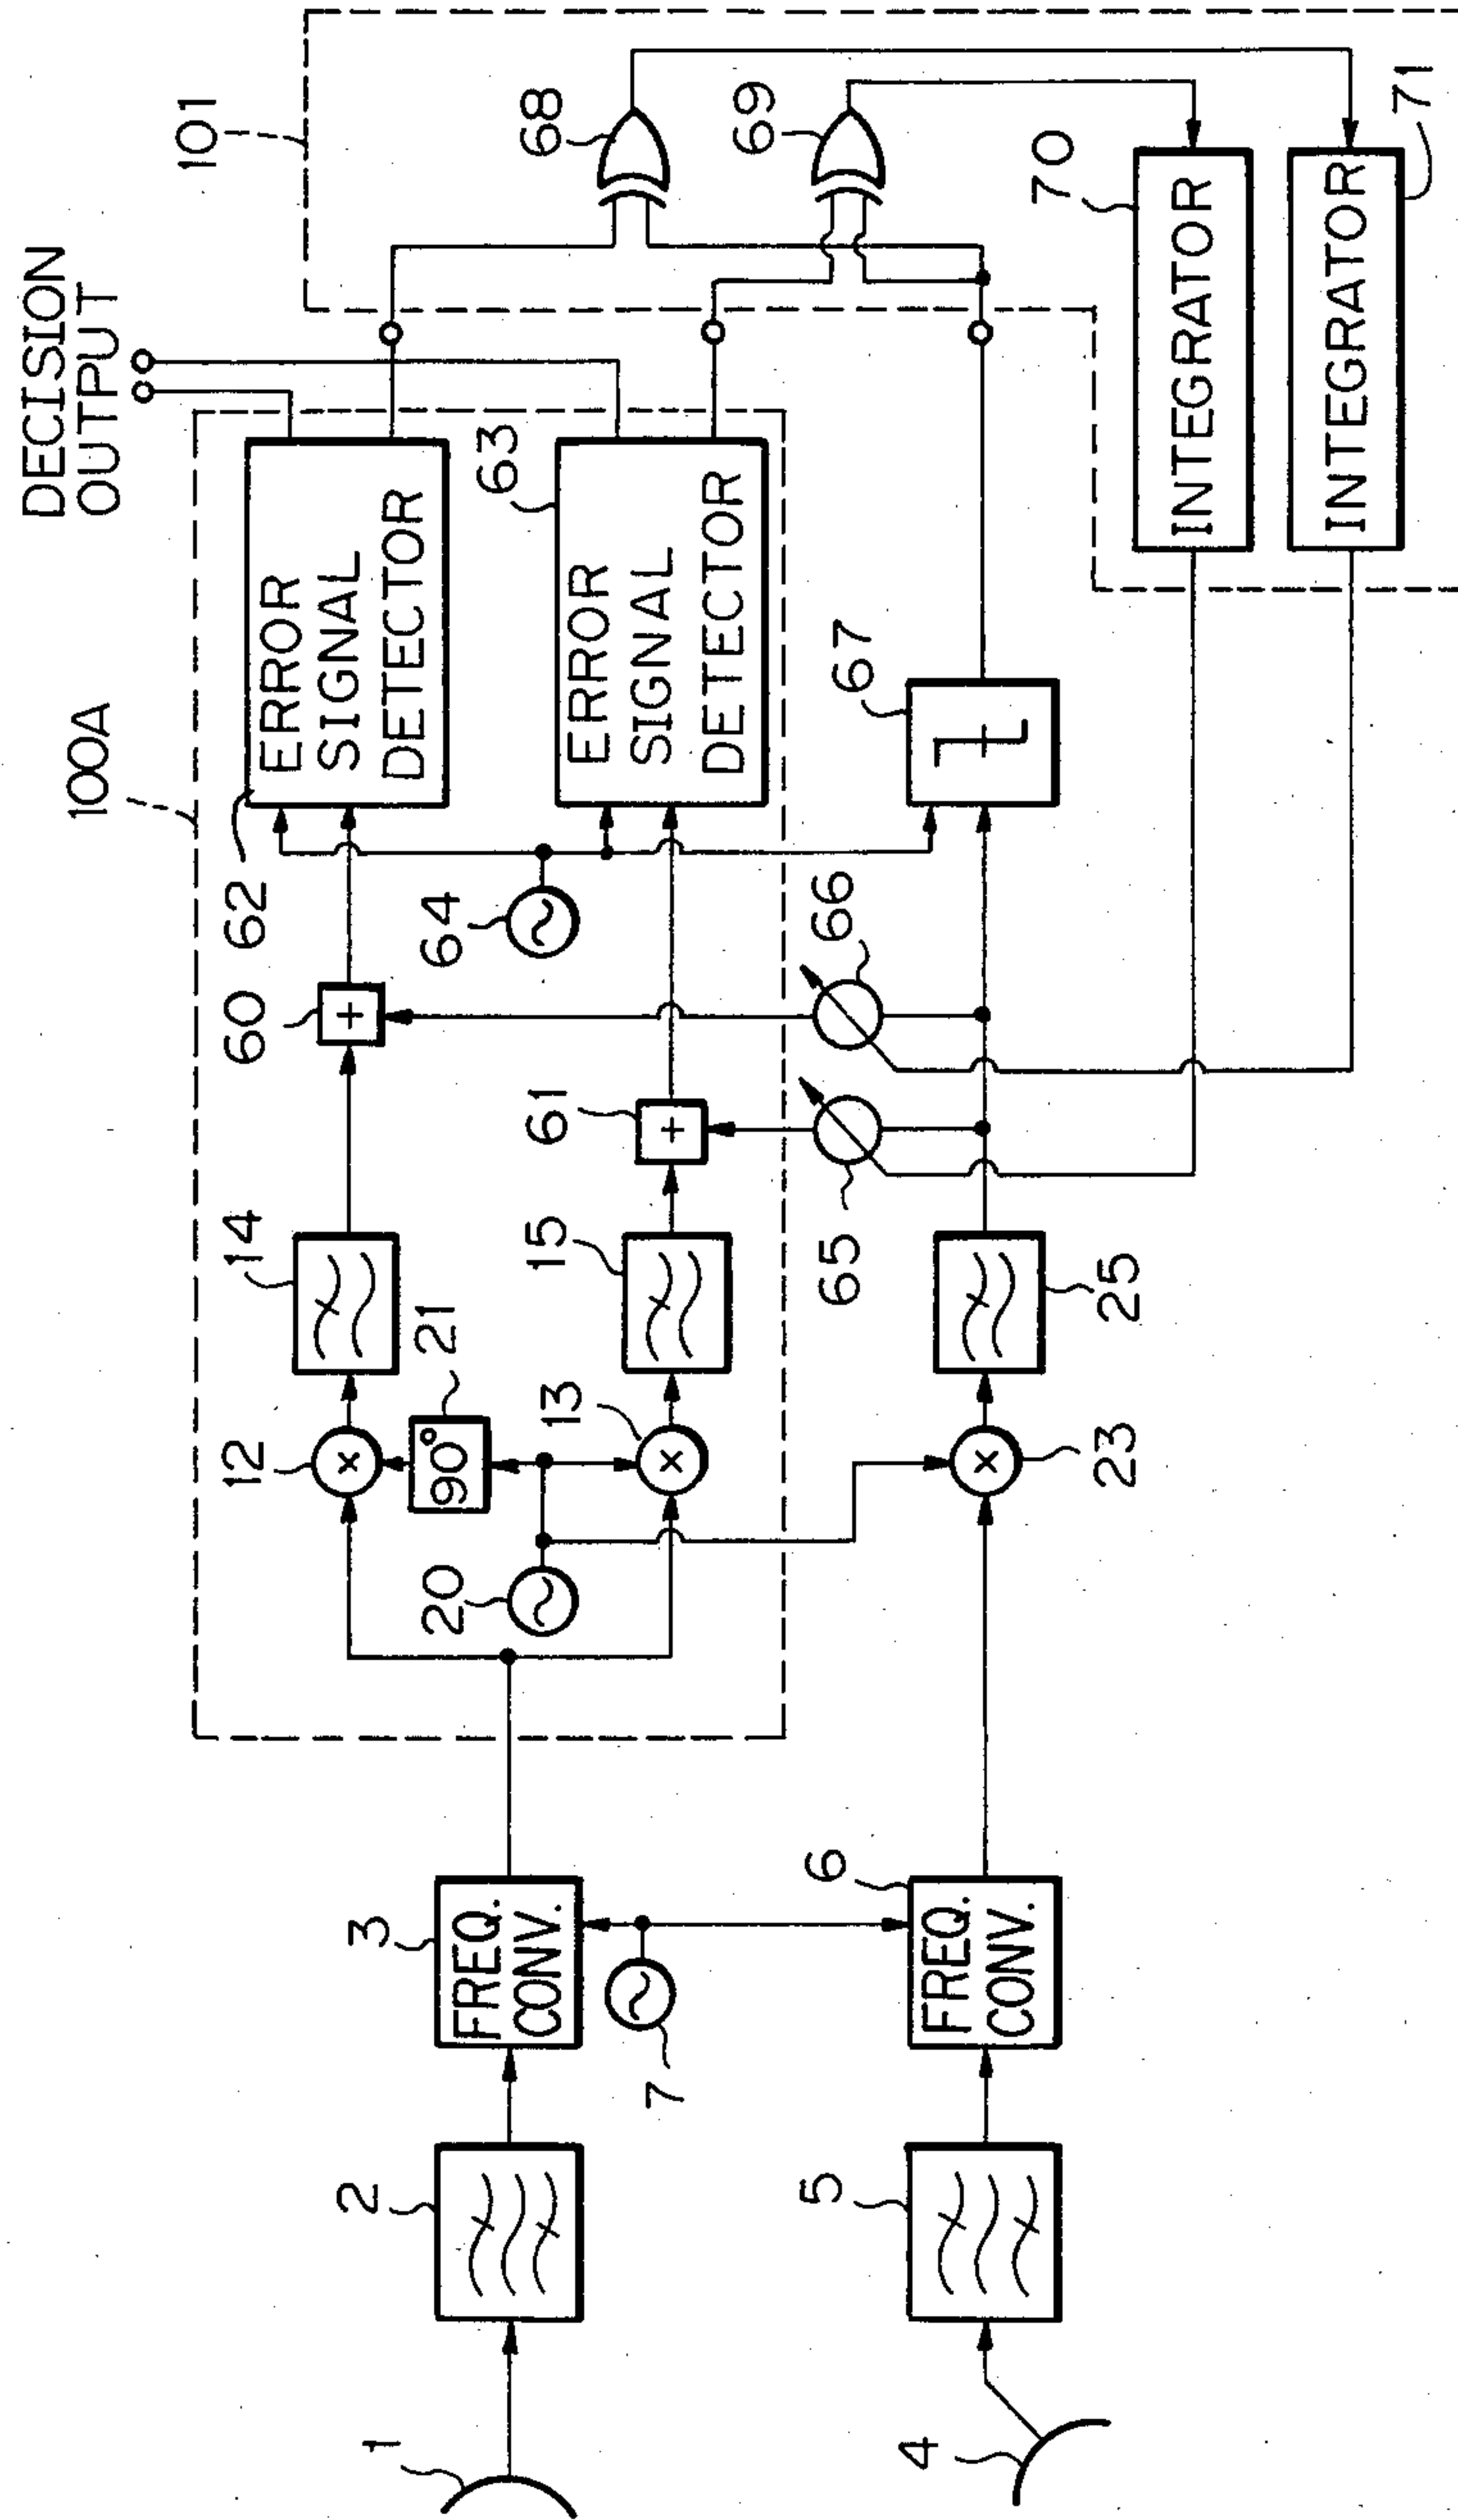 DECISION
OUTPUT
101
100A
68
69
70
71
ERROR
SIGNAL
DETECTOR
62
ERROR
SIGNAL
DETECTOR
63
67
INTEGRATOR
INTEGRATOR
64
60
+
61
+
66
65
14
15
25
12
×
21
90°
13
×
23
×
20
3
FREQ.
CONV.
6
FREQ.
CONV.
7
2
5
1
4